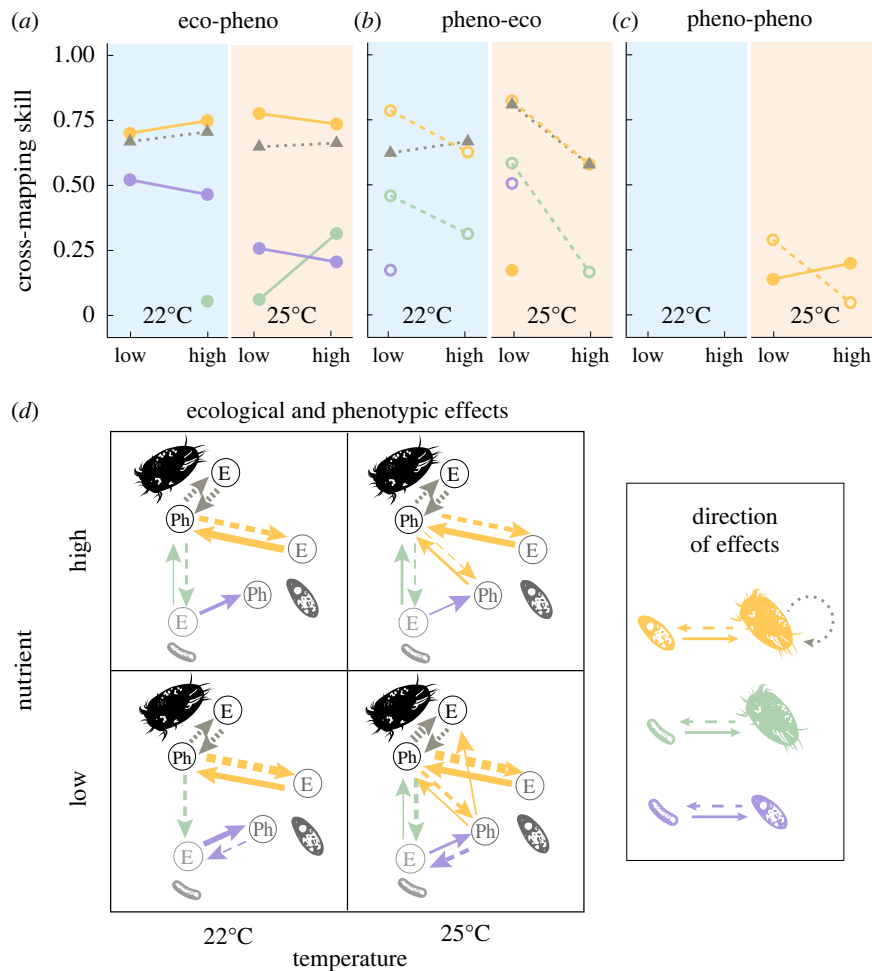 (a) eco-pheno (b) pheno-eco (c) pheno-pheno
cross-mapping skill
1.00
0.75
0.50
0.25
0
22°C 25°C 22°C 25°C 22°C 25°C
low high low high low high low high low high low high
(d) ecological and phenotypic effects
nutrient
high
low
E
Ph
E
Ph
E
E
Ph
E
Ph
E
E
Ph
E
Ph
E
E
Ph
E
Ph
E
22°C 25°C
temperature
direction
of effects